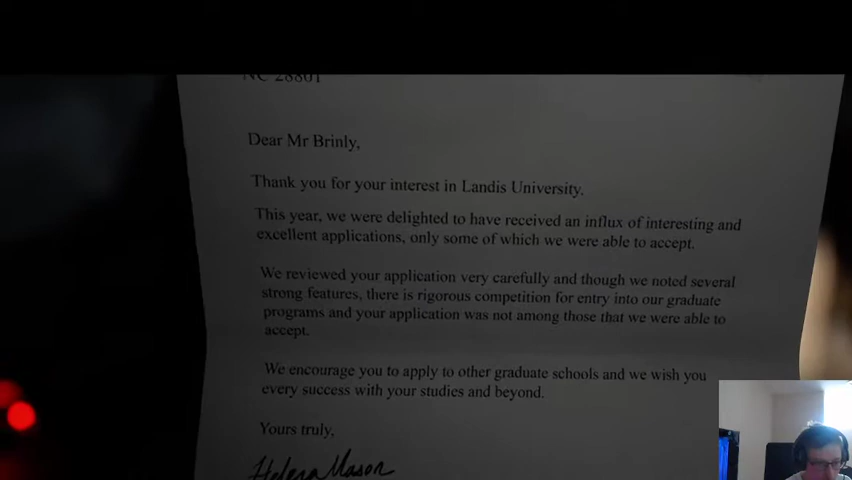 NC 28801
Dear Mr Brinly,
Thank you for your interest in Landis University.
This year, we were delighted to have received an influx of interesting and
excellent applications, only some of which we were able to accept.
We reviewed your application very carefully and though we noted several
strong features, there is rigorous competition for entry into our graduate
programs and your application was not among those that we were able to
accept.
We encourage you to apply to other graduate schools and we wish you
every success with your studies and beyond.
Yours truly,
Helena Mason